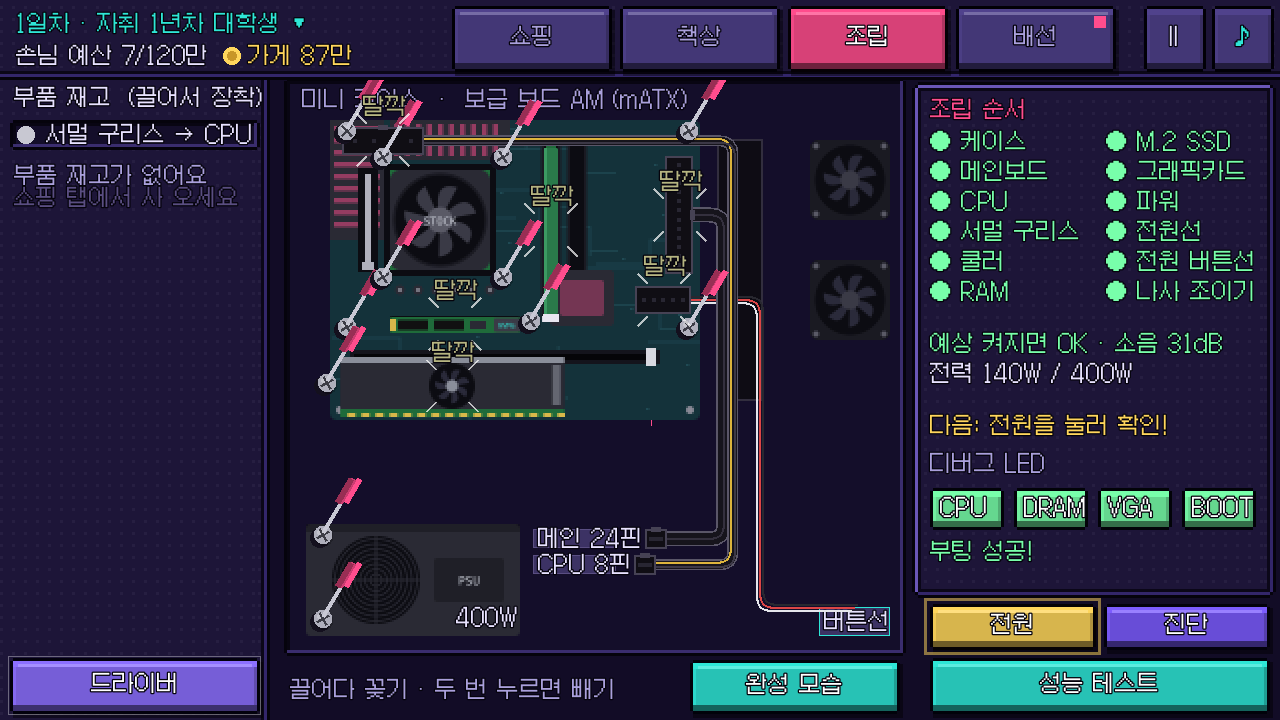 1일차 · 자취 1년차 대학생 ▼
손님 예산 7/120만 가게 87만
쇼핑
책상
조립
배선
부품 재고 (끌어서 장착)
서멀 구리스 → CPU
부품 재고가 없어요
쇼핑 탭에서 사 오세요
미니 · 보급 보드 AM (mATX)
딸깍
딸깍
딸깍
딸깍
딸깍
딸깍
STOCK
PSU
400W
메인 24핀
CPU 8핀
버튼선
조립 순서
케이스
메인보드
CPU
서멀 구리스
쿨러
RAM
M.2 SSD
그래픽카드
파워
전원선
전원 버튼선
나사 조이기
예상 켜지면 OK · 소음 31dB
전력 140W / 400W
다음: 전원을 눌러 확인!
디버그 LED
CPU DRAM VGA BOOT
부팅 성공!
전원
진단
드라이버
끌어다 꽂기 · 두 번 누르면 빼기
완성 모습
성능 테스트